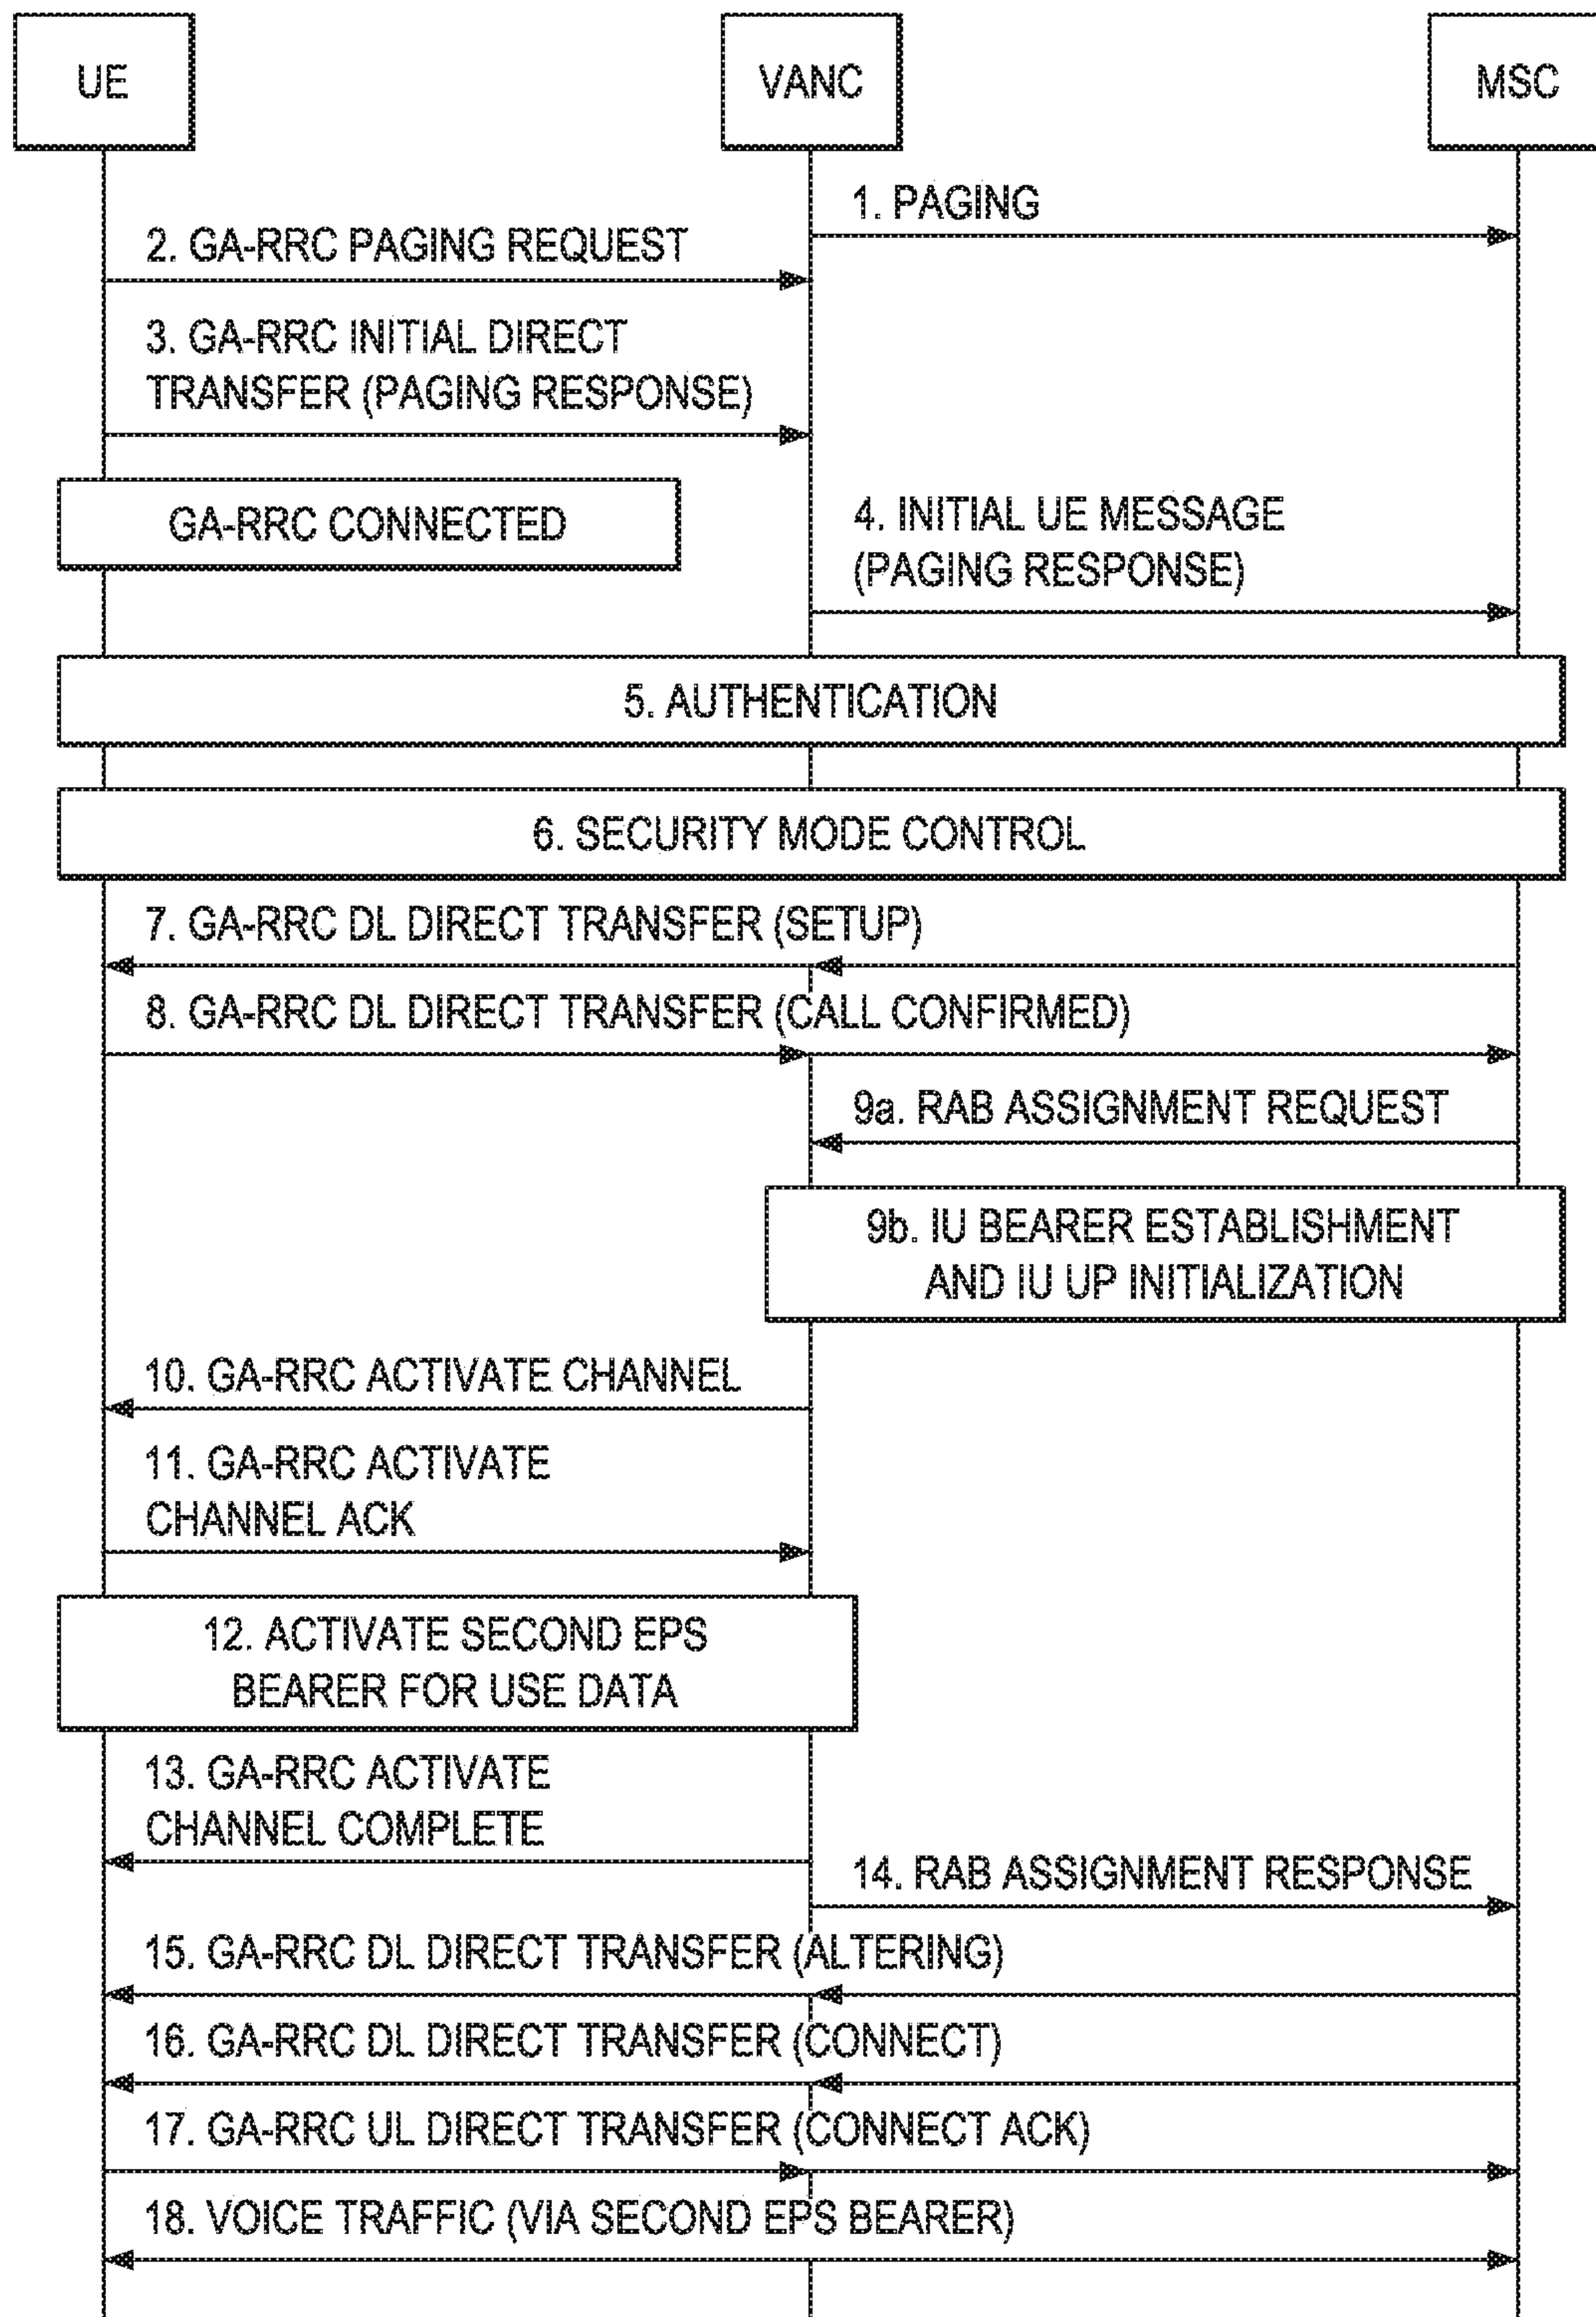 UE
VANC
MSC
1. PAGING
2. GA-RRC PAGING REQUEST
3. GA-RRC INITIAL DIRECT
TRANSFER (PAGING RESPONSE)
GA-RRC CONNECTED
4. INITIAL UE MESSAGE
(PAGING RESPONSE)
5. AUTHENTICATION
6. SECURITY MODE CONTROL
7. GA-RRC DL DIRECT TRANSFER (SETUP)
8. GA-RRC DL DIRECT TRANSFER (CALL CONFIRMED)
9a. RAB ASSIGNMENT REQUEST
9b. IU BEARER ESTABLISHMENT
AND IU UP INITIALIZATION
10. GA-RRC ACTIVATE CHANNEL
11. GA-RRC ACTIVATE
CHANNEL ACK
12. ACTIVATE SECOND EPS
BEARER FOR USE DATA
13. GA-RRC ACTIVATE
CHANNEL COMPLETE
14. RAB ASSIGNMENT RESPONSE
15. GA-RRC DL DIRECT TRANSFER (ALTERING)
16. GA-RRC DL DIRECT TRANSFER (CONNECT)
17. GA-RRC UL DIRECT TRANSFER (CONNECT ACK)
18. VOICE TRAFFIC (VIA SECOND EPS BEARER)